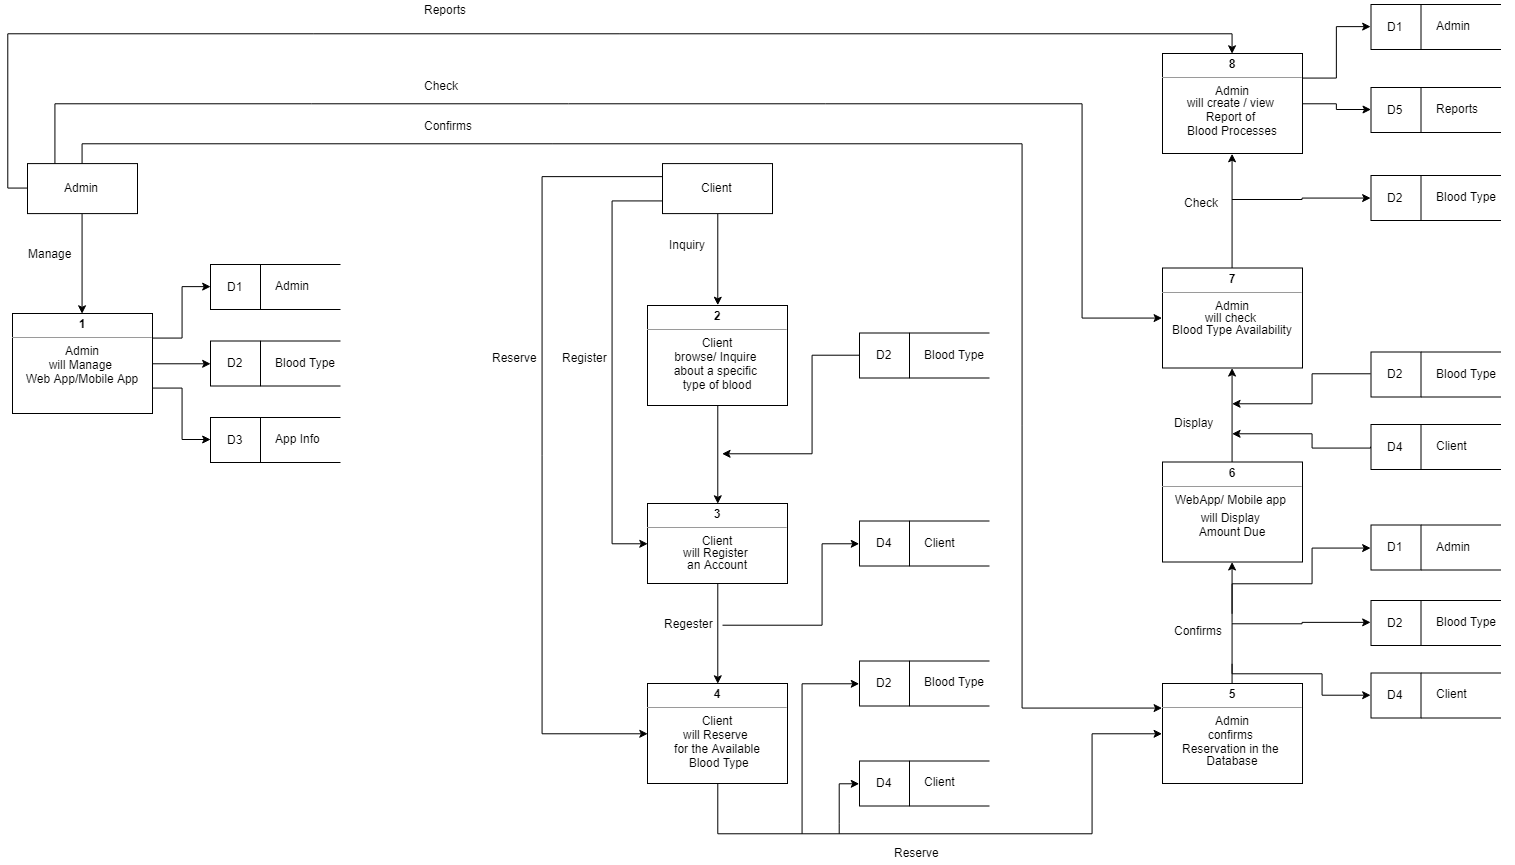 Reports
D1 Admin
8
Admin
will create / view
Report of
Blood Processes
Check
D5 Reports
Confirms
Admin
Client
D2 Blood Type
Check
Manage
Inquiry
D1 Admin
7
Admin
will check
Blood Type Availability
1
Admin
will Manage
Web App/Mobile App
2
Client
browse/ Inquire
about a specific
type of blood
Reserve
Register
D2 Blood Type
D2 Blood Type
D2 Blood Type
Display
D3 App Info
D4 Client
6
WebApp/ Mobile app
will Display
Amount Due
3
Client
will Register
an Account
D4 Client
D1 Admin
Regester
Confirms
D2 Blood Type
D2 Blood Type
D4 Client
4
Client
will Reserve
for the Available
Blood Type
5
Admin
confirms
Reservation in the
Database
D4 Client
Reserve